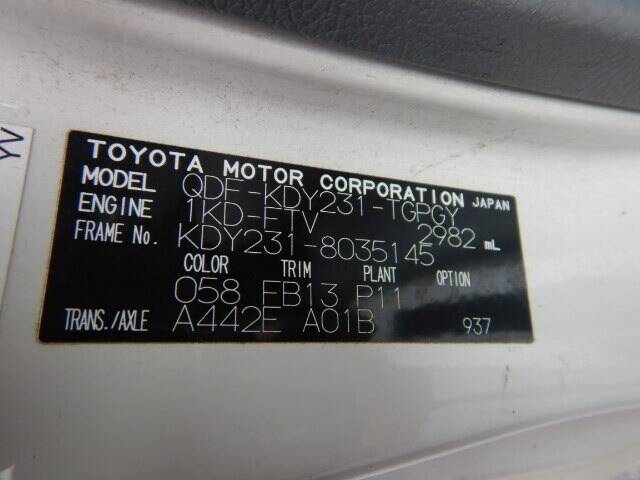 TOYOTA MOTOR CORPORATION JAPAN
MODEL QDF-KDY231-TGPGY
ENGINE 1KD-FTV 2982 mL
FRAME No. KDY231-8035145
COLOR TRIM PLANT OPTION
058 FB13 P11
TRANS./AXLE A442E A01B 937
YV